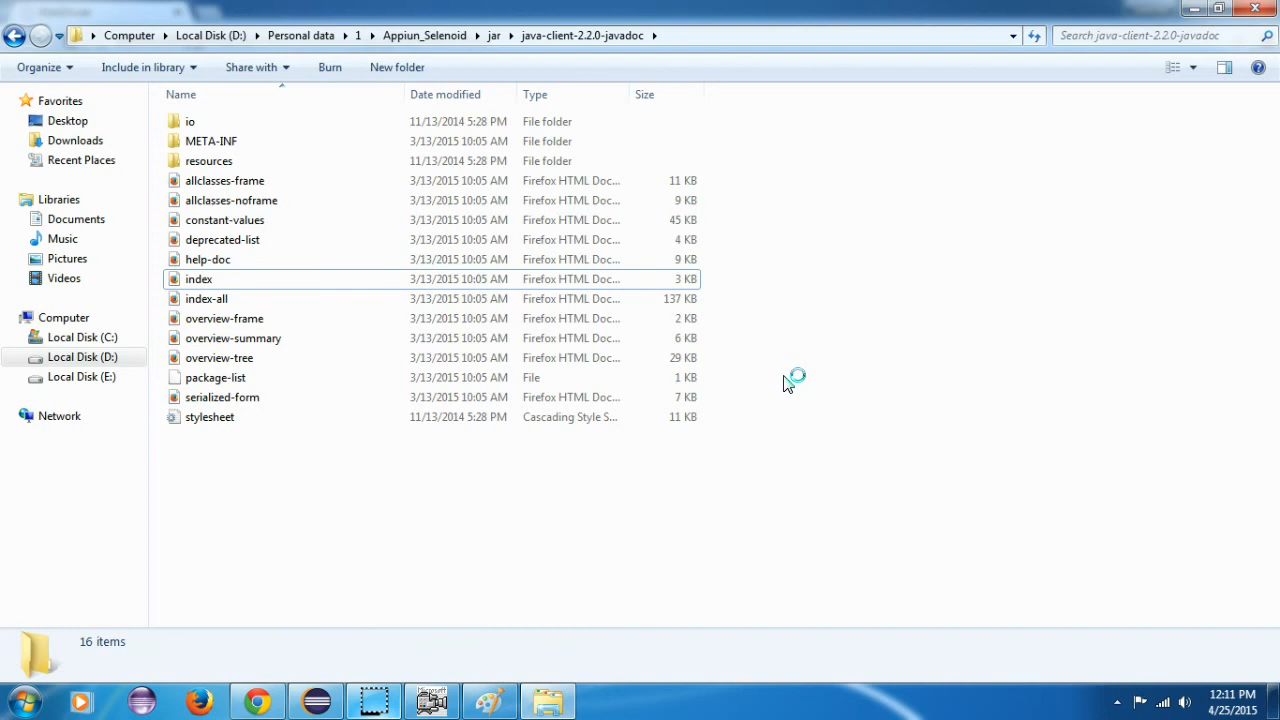 Computer Local Disk (D:) Personal data 1 Appiun_Selenoid jar java-client-2.2.0-javadoc Search java-client-2.2.0-javadoc
Organize Include in library Share with Burn New folder
Favorites
Desktop
Downloads
Recent Places
Libraries
Documents
Music
Pictures
Videos
Computer
Local Disk (C:)
Local Disk (D:)
Local Disk (E:)
Network
Name Date modified Type Size
io 11/13/2014 5:28 PM File folder
META-INF 3/13/2015 10:05 AM File folder
resources 11/13/2014 5:28 PM File folder
allclasses-frame 3/13/2015 10:05 AM Firefox HTML Doc... 11 KB
allclasses-noframe 3/13/2015 10:05 AM Firefox HTML Doc... 9 KB
constant-values 3/13/2015 10:05 AM Firefox HTML Doc... 45 KB
deprecated-list 3/13/2015 10:05 AM Firefox HTML Doc... 4 KB
help-doc 3/13/2015 10:05 AM Firefox HTML Doc... 9 KB
index 3/13/2015 10:05 AM Firefox HTML Doc... 3 KB
index-all 3/13/2015 10:05 AM Firefox HTML Doc... 137 KB
overview-frame 3/13/2015 10:05 AM Firefox HTML Doc... 2 KB
overview-summary 3/13/2015 10:05 AM Firefox HTML Doc... 6 KB
overview-tree 3/13/2015 10:05 AM Firefox HTML Doc... 29 KB
package-list 3/13/2015 10:05 AM File 1 KB
serialized-form 3/13/2015 10:05 AM Firefox HTML Doc... 7 KB
stylesheet 11/13/2014 5:28 PM Cascading Style S... 11 KB
16 items
12:11 PM
4/25/2015